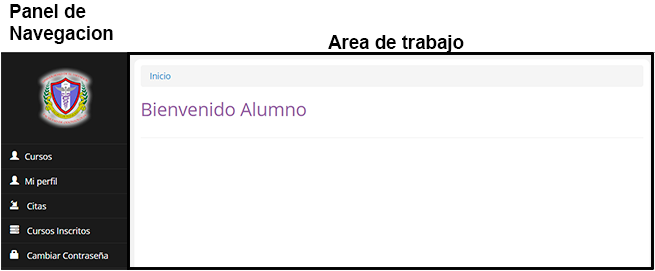 Panel de
Navegacion
Area de trabajo
Inicio
Bienvenido Alumno
Cursos
Mi perfil
Citas
Cursos Inscritos
Cambiar Contraseña